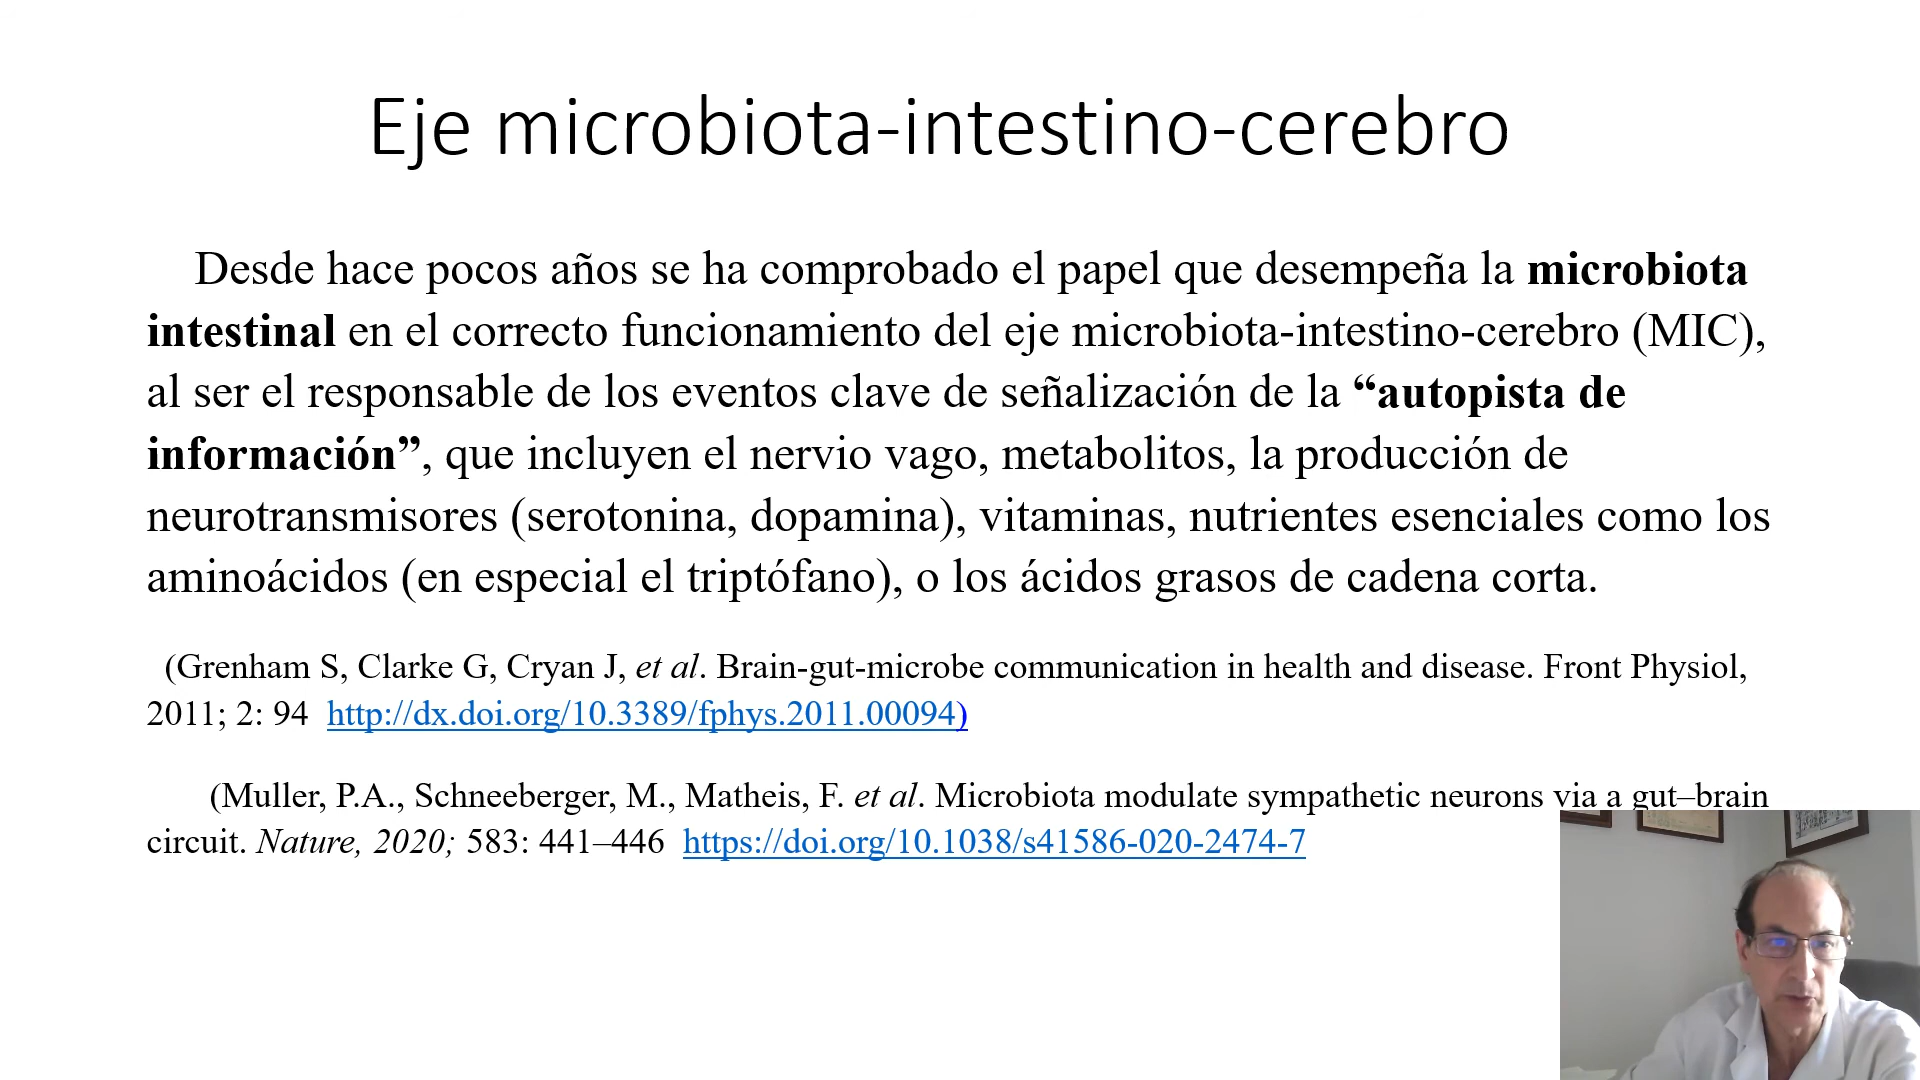 Eje microbiota-intestino-cerebro
Desde hace pocos años se ha comprobado el papel que desempeña la microbiota
intestinal en el correcto funcionamiento del eje microbiota-intestino-cerebro (MIC),
al ser el responsable de los eventos clave de señalización de la “autopista de
información”, que incluyen el nervio vago, metabolitos, la producción de
neurotransmisores (serotonina, dopamina), vitaminas, nutrientes esenciales como los
aminoácidos (en especial el triptófano), o los ácidos grasos de cadena corta.
(Grenham S, Clarke G, Cryan J, et al. Brain-gut-microbe communication in health and disease. Front Physiol,
2011; 2: 94 http://dx.doi.org/10.3389/fphys.2011.00094)
(Muller, P.A., Schneeberger, M., Matheis, F. et al. Microbiota modulate sympathetic neurons via a gut–brain
circuit. Nature, 2020; 583: 441–446 https://doi.org/10.1038/s41586-020-2474-7